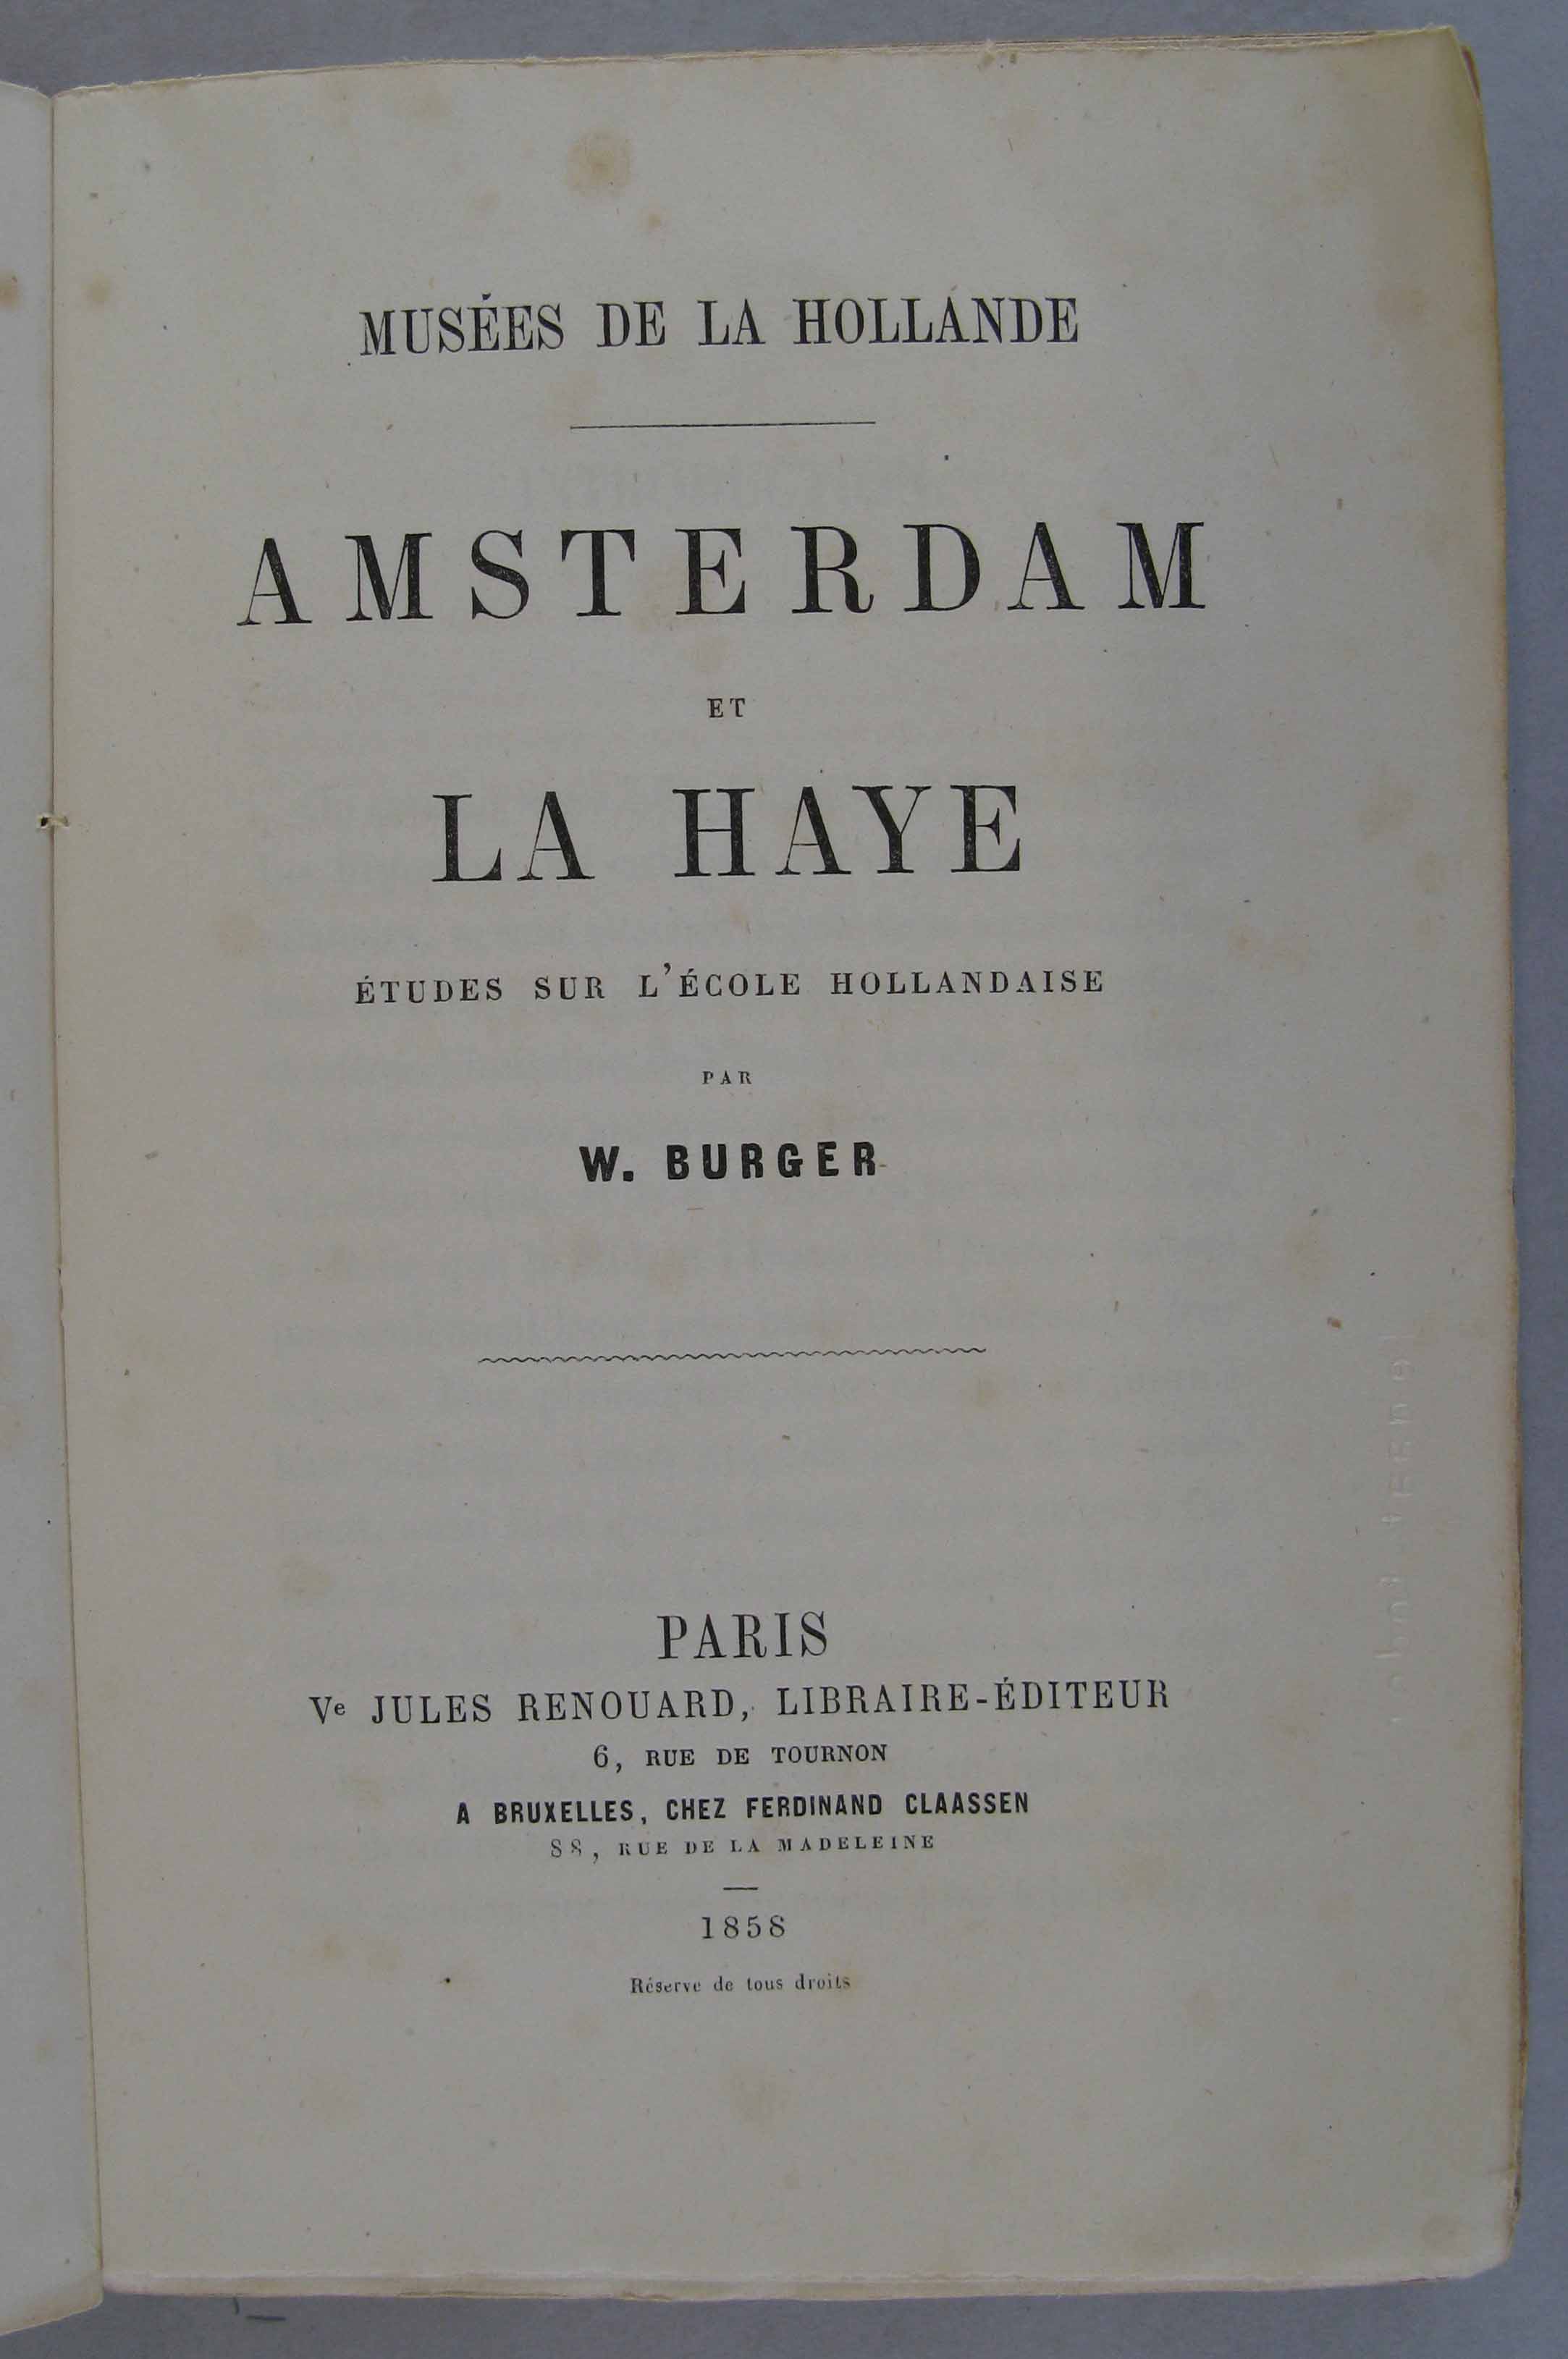 MUSÉES DE LA HOLLANDE
AMSTERDAM
ET
LA HAYE
ÉTUDES SUR L'ÉCOLE HOLLANDAISE
PAR
W. BURGER
PARIS
Ve JULES RENOUARD, LIBRAIRE-ÉDITEUR
6, RUE DE TOURNON
A BRUXELLES, CHEZ FERDINAND CLAASSEN
88, RUE DE LA MADELEINE
1858
Réserve de tous droits